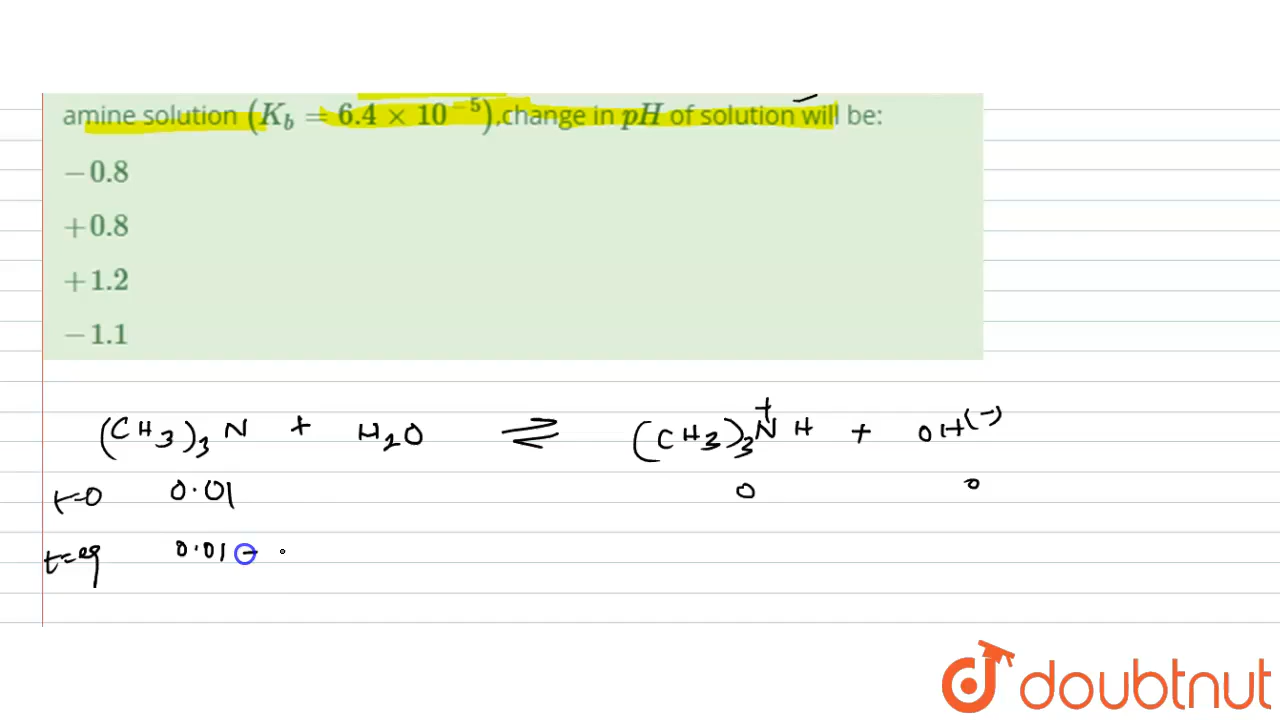 amine solution (K_b = 6.4 × 10⁻⁵),change in pH of solution will be:
−0.8
+0.8
+1.2
−1.1
(CH₃)₃N + H₂O ⇌ (CH₃)₃N⁺H + OH⁽⁻⁾
t=0 0.01 0 0
t=eq 0.01 −
doubtnut